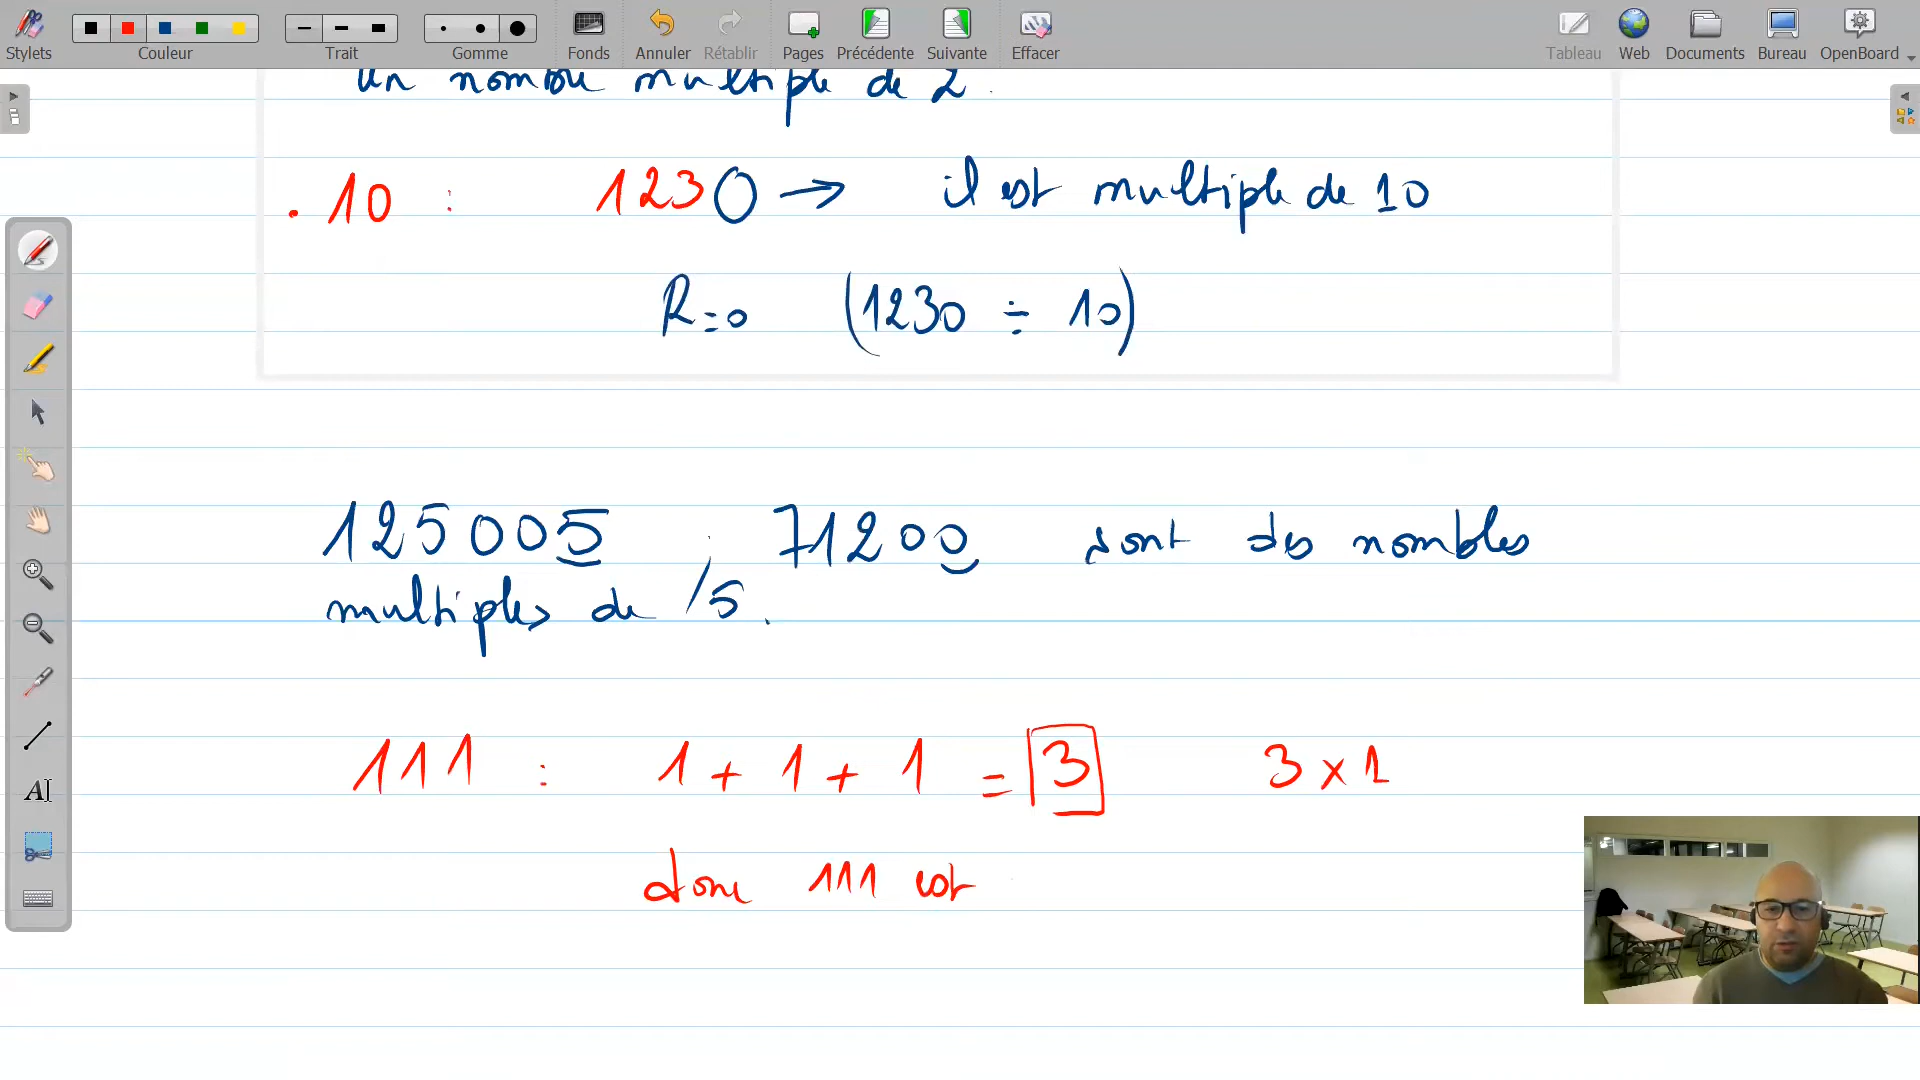 Stylets Couleur Trait Gomme Fonds Annuler Rétablir Pages Précédente Suivante Effacer Tableau Web Documents Bureau OpenBoard
un nombre multiple de 2.
. 10 : 1230 → il est multiple de 10
R=0 (1230 ÷ 10)
125005 , 71200 sont des nombles
multiples de 5.
111 : 1 + 1 + 1 = 3 3 x 1
donc 111 est